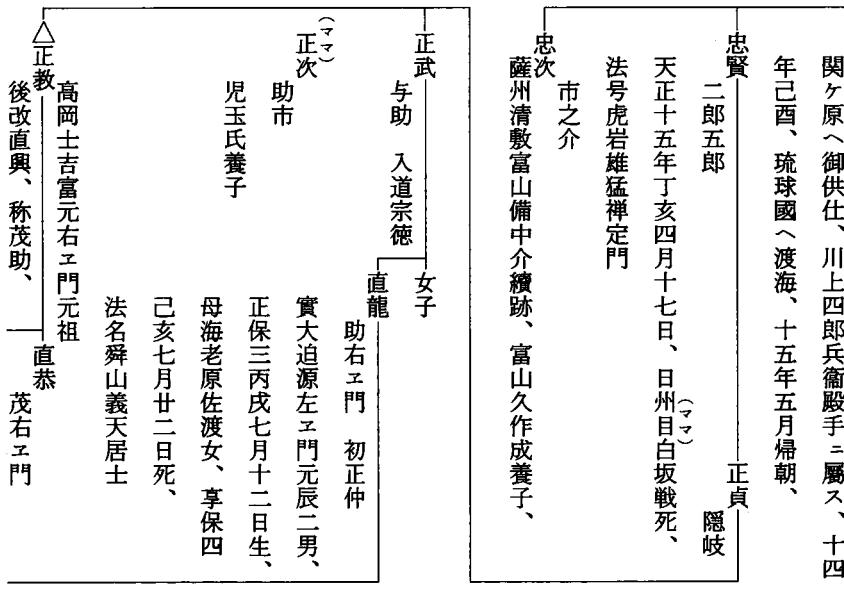 関ケ原へ御供仕、川上四郎兵衞殿手ニ屬ス、十四
年己酉、琉球國へ渡海、十五年五月帰朝、
忠賢
正貞
二郎五郎
隠岐
天正十五年丁亥四月十七日、日州目白坂戦死、
（ママ）
法号虎岩雄猛禅定門
忠次
市之介
薩州清敷富山備中介續跡、富山久作成養子、
正武
女子
与助　入道宗徳
直龍
助右エ門　初正仲
實大迫源左エ門元辰二男、
正保三丙戌七月十二日生、
母海老原佐渡女、享保四
己亥七月廿二日死、
法名舜山義天居士
正次
（ママ）
助市
児玉氏養子
△正教
直恭
高岡士吉富元右エ門元祖
茂右エ門
後改直興、称茂助、